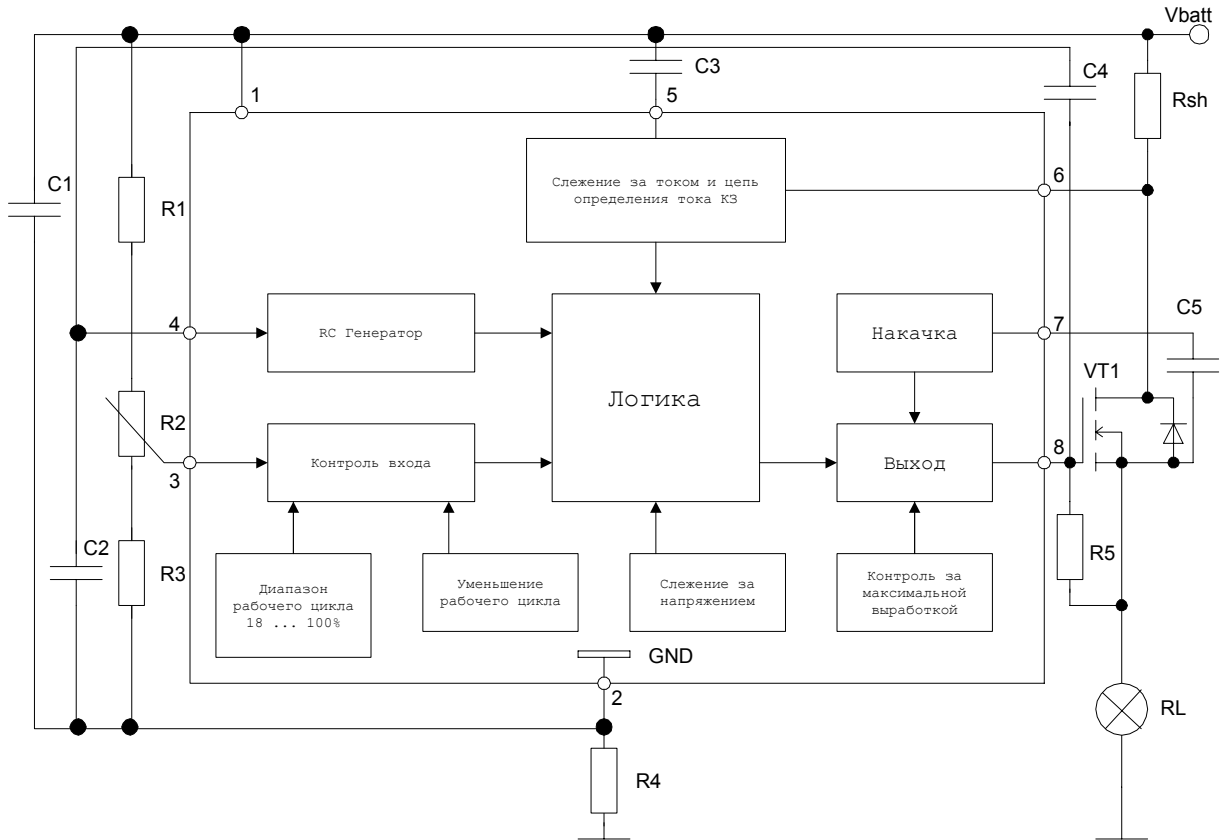 Vbatt
C3
C4
1
5
Rsh
C1
R1
Слежение за током и цепь
определения тока КЗ
6
4
RC Генератор
Логика
Накачка
7
C5
VT1
R2
3
Контроль входа
Выход
8
C2
R3
Диапазон
рабочего цикла
18 ... 100%
Уменьшение
рабочего цикла
Слежение за
напряжением
Контроль за
максимальной
выработкой
R5
GND
2
RL
R4